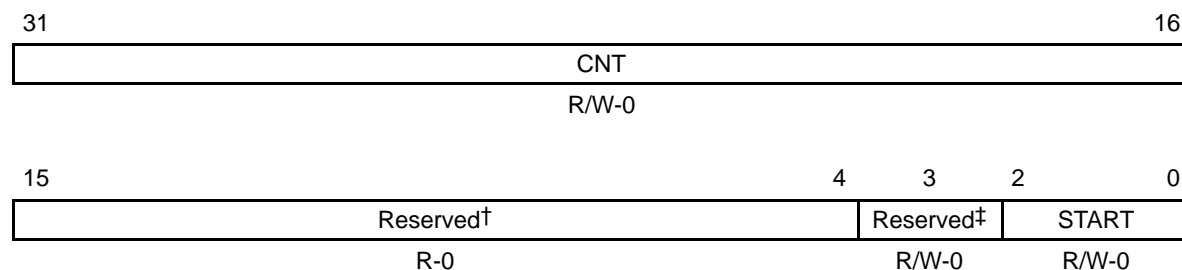 31 16
CNT
R/W-0
15 4 3 2 0
Reserved† Reserved‡ START
R-0 R/W-0 R/W-0